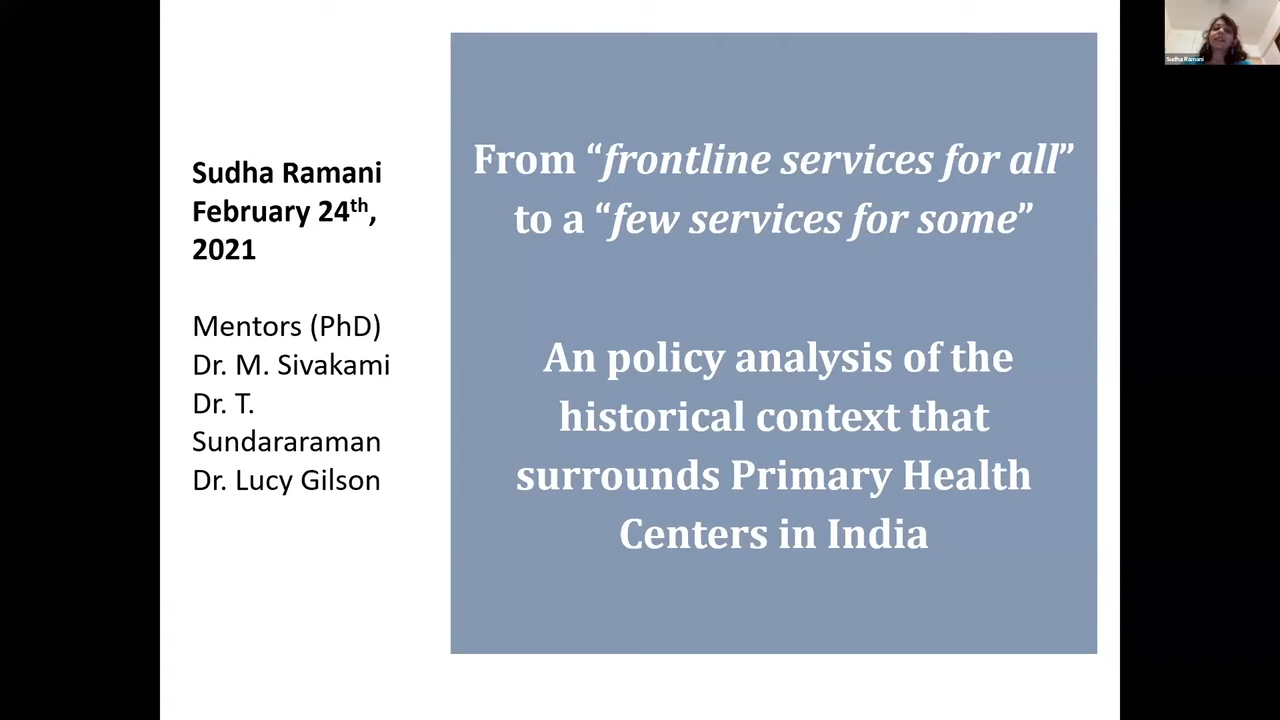 Sudha Ramani
February 24th,
2021
Mentors (PhD)
Dr. M. Sivakami
Dr. T.
Sundararaman
Dr. Lucy Gilson
From “frontline services for all”
to a “few services for some”
An policy analysis of the
historical context that
surrounds Primary Health
Centers in India
Sudha Ramani